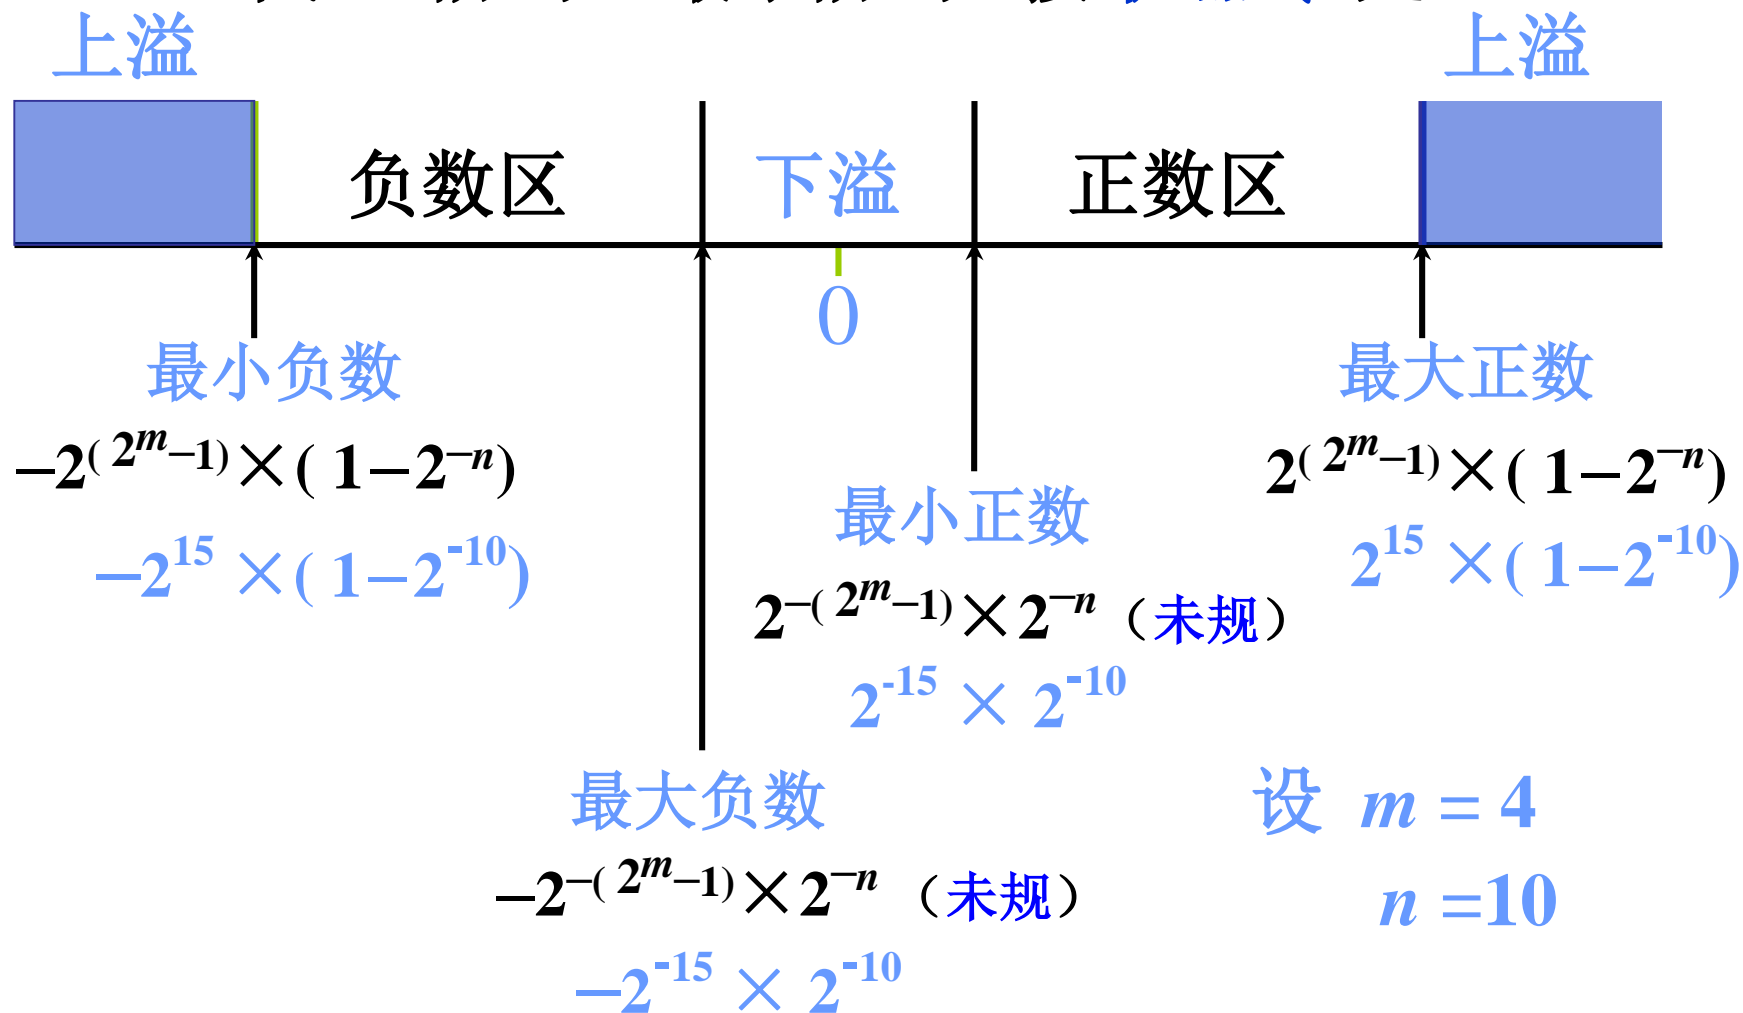 上溢 上溢
负数区 下溢 正数区
0
最小负数
−2^(2^m−1)×(1−2^−n)
−2^15 ×(1−2^-10)
最大正数
2^(2^m−1)×(1−2^−n)
2^15 ×(1−2^-10)
最小正数
2^−(2^m−1)×2^−n（未规）
2^-15 × 2^-10
最大负数
−2^−(2^m−1)×2^−n（未规）
−2^-15 × 2^-10
设 m = 4
n =10